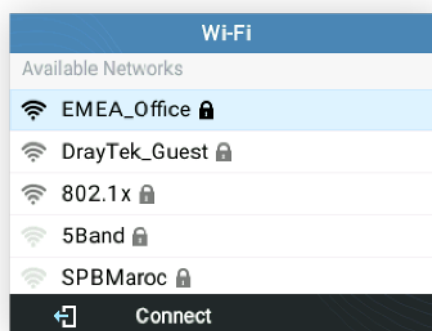 Wi-Fi
Available Networks
EMEA_Office
DrayTek_Guest
802.1x
5Band
SPBMaroc
Connect